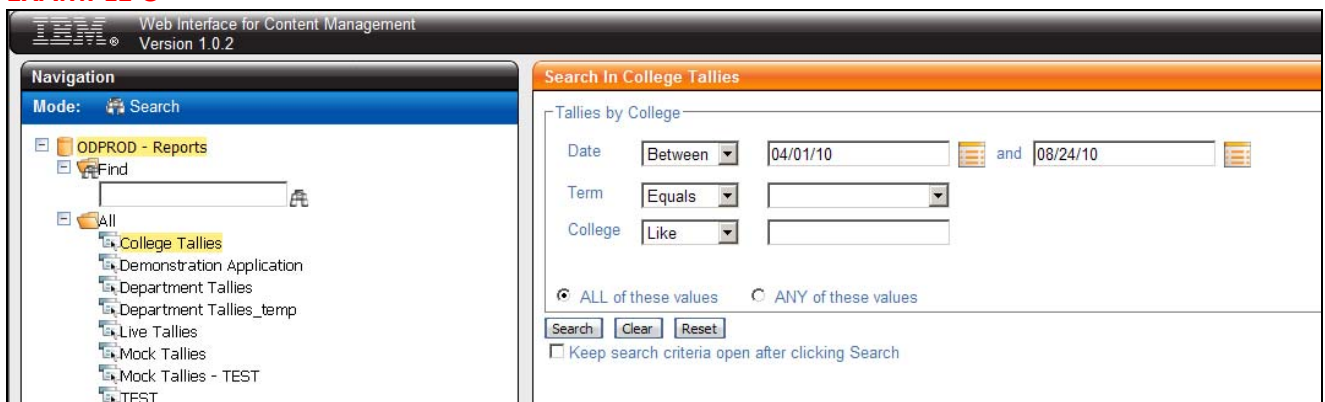 IBM® Web Interface for Content Management
Version 1.0.2
Navigation
Mode: Search
ODPROD - Reports
Find
All
College Tallies
Demonstration Application
Department Tallies
Department Tallies_temp
Live Tallies
Mock Tallies
Mock Tallies - TEST
TEST
Search In College Tallies
Tallies by College
Date Between 04/01/10 and 08/24/10
Term Equals
College Like
ALL of these values ANY of these values
Search Clear Reset
Keep search criteria open after clicking Search